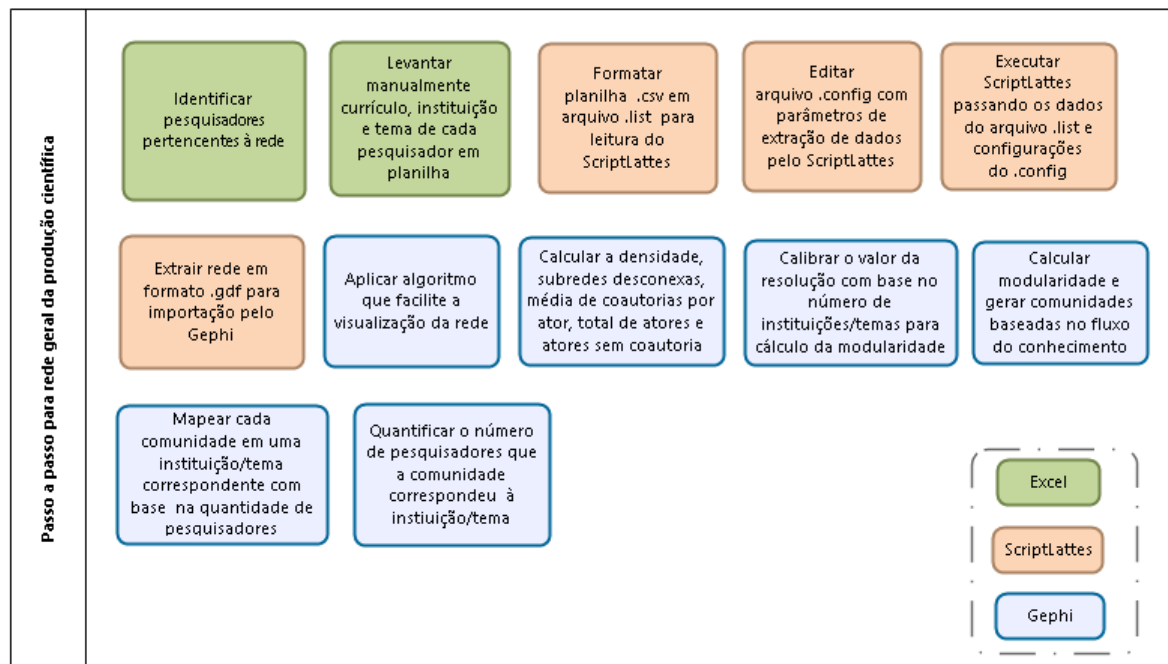 Passo a passo para rede geral da produção científica
Identificar
pesquisadores
pertencentes à rede
Levantar
manualmente
currículo, instituição
e tema de cada
pesquisador em
planilha
Formatar
planilha .csv em
arquivo .list para
leitura do
ScriptLattes
Editar
arquivo .config com
parâmetros de
extração de dados
pelo ScriptLattes
Executar
ScriptLattes
passando os dados
do arquivo .list e
configurações
do .config
Extrair rede em
formato .gdf para
importação pelo
Gephi
Aplicar algoritmo
que facilite a
visualização da rede
Calcular a densidade,
subredes desconexas,
média de coautorias por
ator, total de atores e
atores sem coautoria
Calibrar o valor da
resolução com base no
número de
instituições/temas para
cálculo da modularidade
Calcular
modularidade e
gerar comunidades
baseadas no fluxo
do conhecimento
Mapear cada
comunidade em uma
instituição/tema
correspondente com
base na quantidade de
pesquisadores
Quantificar o número
de pesquisadores que
a comunidade
correspondeu à
instiuição/tema
Excel
ScriptLattes
Gephi